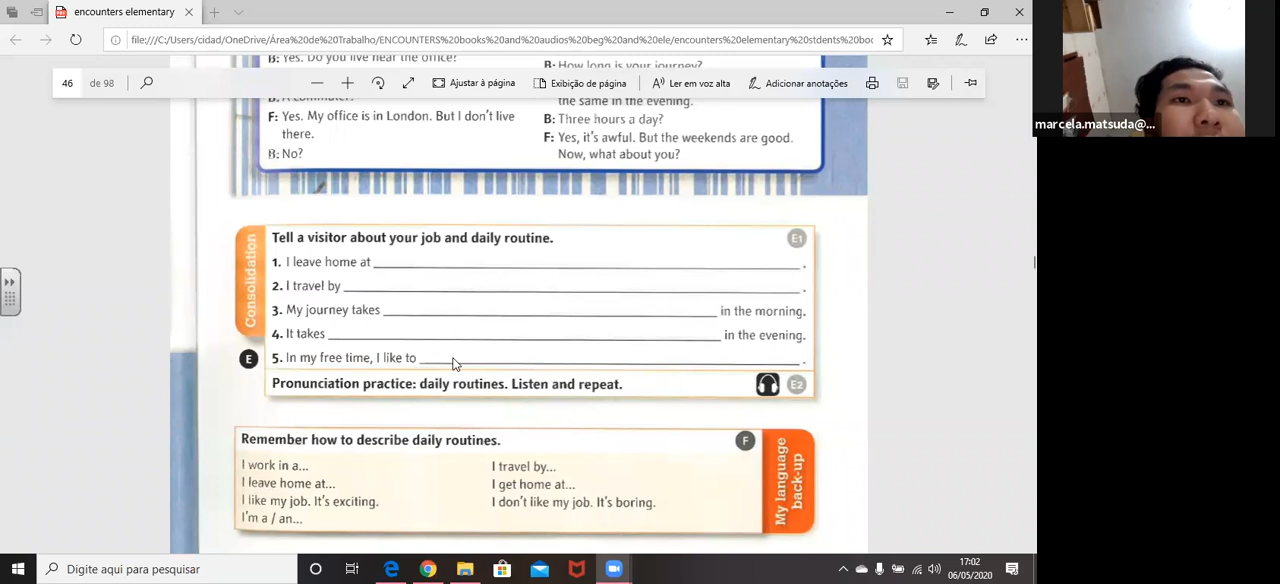 encounters elementary
file:///C:/Users/cidad/OneDrive/Área%20de%20Trabalho/ENCOUNTERS%20books%20and%20audios%20beg%20and%20ele/encounters%20elementary%20stdents%20boc
B: Yes. Do you live near the office?
B: How long is your journey?
46 de 98
Ajustar à página
Exibição de página
Ler em voz alta
Adicionar anotações
the same in the evening.
F: Yes. My office is in London. But I don't live there.
B: No?
B: Three hours a day?
F: Yes, it's awful. But the weekends are good.
Now, what about you?
marcela.matsuda@...
Consolidation
Tell a visitor about your job and daily routine.
E1
1. I leave home at ______.
2. I travel by ______.
3. My journey takes ______ in the morning.
4. It takes ______ in the evening.
E
5. In my free time, I like to ______.
Pronunciation practice: daily routines. Listen and repeat.
E2
Remember how to describe daily routines.
F
I work in a...
I leave home at...
I like my job. It's exciting.
I'm a / an...
I travel by...
I get home at...
I don't like my job. It's boring.
My language
back-up
Digite aqui para pesquisar
17:02
06/05/2020